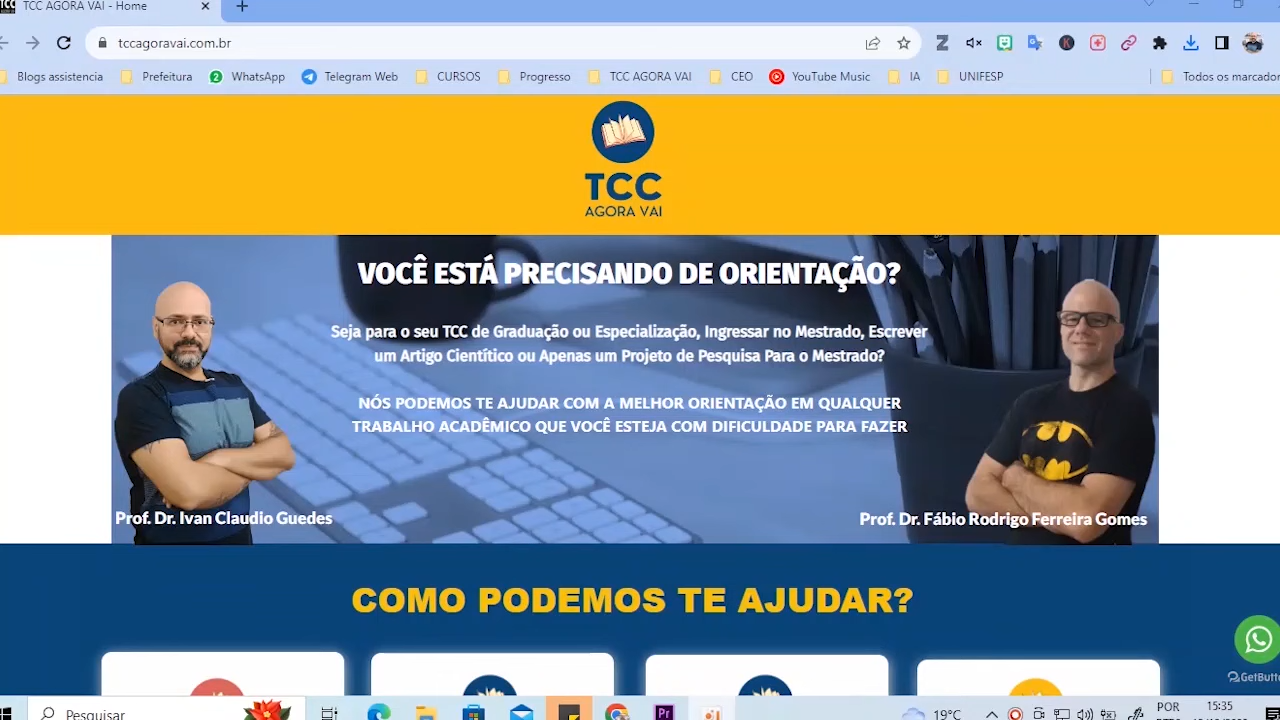 TCC AGORA VAI - Home
tccagoravai.com.br
Blogs assistencia
Prefeitura
2
WhatsApp
Telegram Web
CURSOS
Progresso
TCC AGORA VAI
CEO
YouTube Music
IA
UNIFESP
Todos os marcador
TCC
AGORA VAI
VOCÊ ESTÁ PRECISANDO DE ORIENTAÇÃO?
Seja para o seu TCC de Graduação ou Especialização, Ingressar no Mestrado, Escrever
um Artigo Científico ou Apenas um Projeto de Pesquisa Para o Mestrado?
NÓS PODEMOS TE AJUDAR COM A MELHOR ORIENTAÇÃO EM QUALQUER
TRABALHO ACADÊMICO QUE VOCÊ ESTEJA COM DIFICULDADE PARA FAZER
Prof. Dr. Ivan Claudio Guedes
Prof. Dr. Fábio Rodrigo Ferreira Gomes
COMO PODEMOS TE AJUDAR?
GetButt
Pesquisar
Pr
19°C
POR
15:35